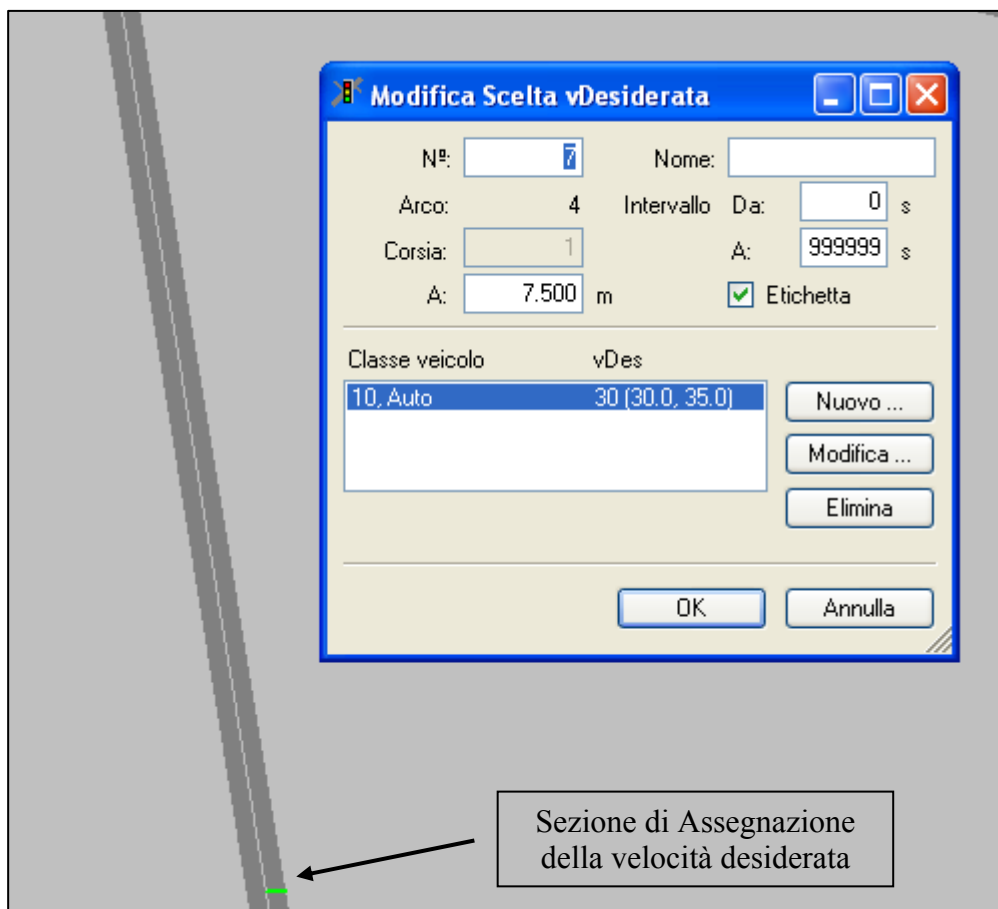 Modifica Scelta vDesiderata
Nº: 7 Nome:
Arco: 4 Intervallo Da: 0 s
Corsia: 1 A: 999999 s
A: 7.500 m Etichetta
Classe veicolo vDes
10, Auto 30 (30.0, 35.0)
Nuovo ...
Modifica ...
Elimina
OK Annulla
Sezione di Assegnazione
della velocità desiderata